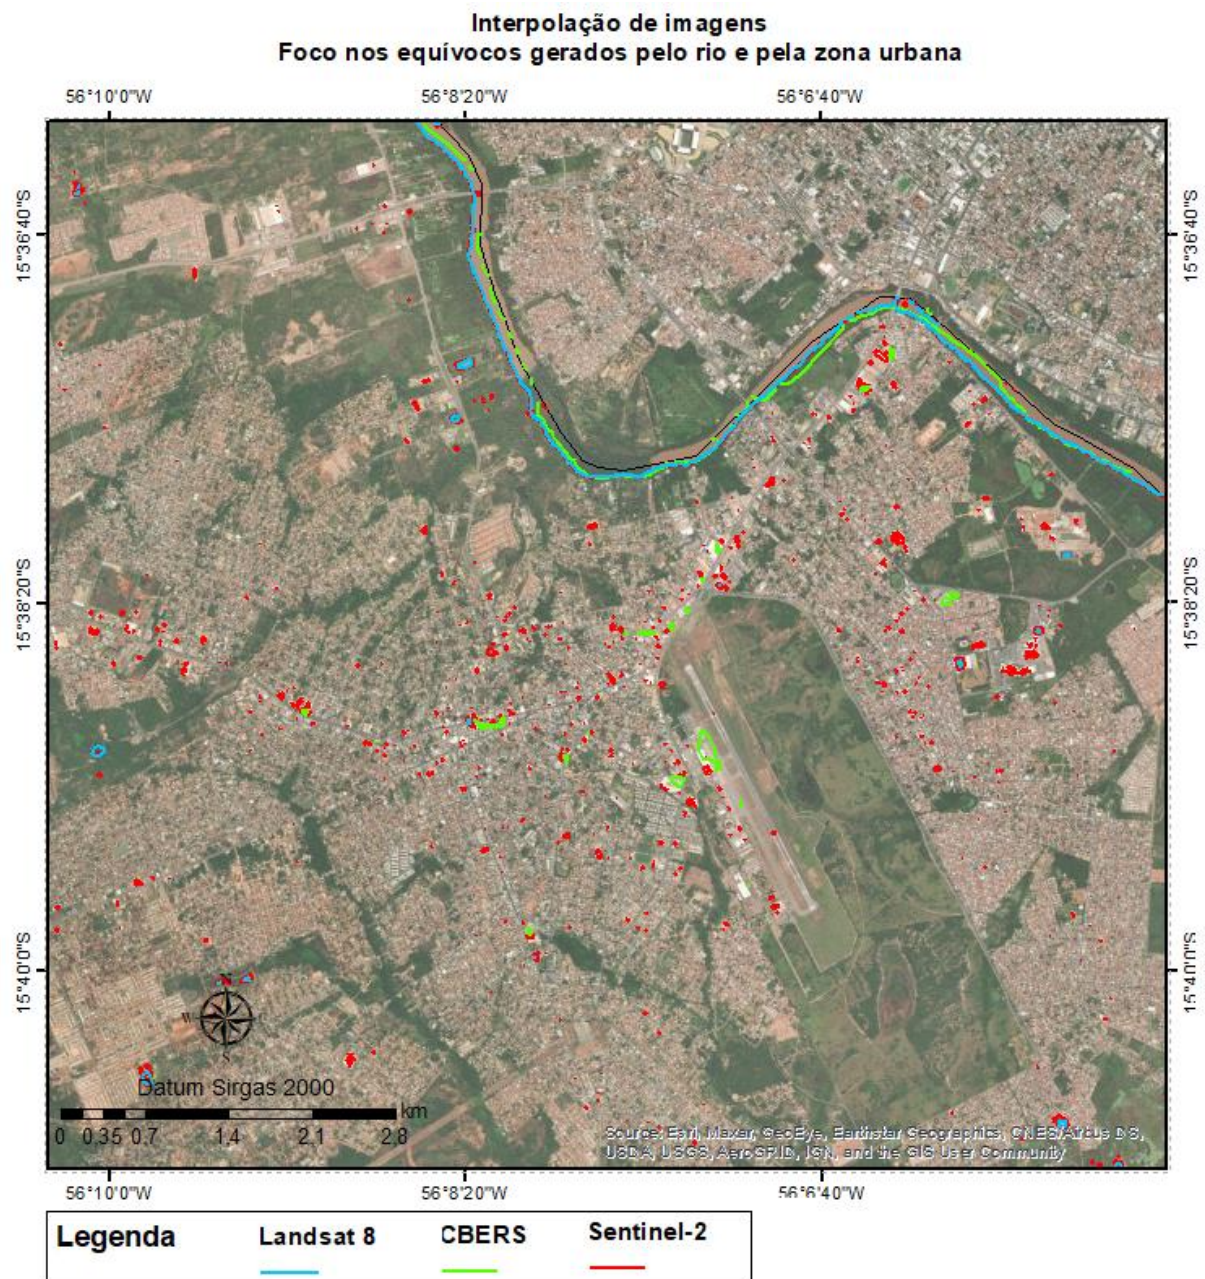 Interpolação de imagens
Foco nos equívocos gerados pelo rio e pela zona urbana
56°10'0"W 56°8'20"W 56°6'40"W
15°36'40"S 15°36'40"S
15°38'20"S 15°38'20"S
15°40'0"S 15°40'0"S
N
W
S
Datum Sirgas 2000
km
0 0.35 0.7 1.4 2.1 2.8
Source: Esri, Maxar, GeoEye, Earthstar Geographics, CNES/Airbus DS,
USDA, USGS, AeroGRID, IGN, and the GIS User Community
56°10'0"W 56°8'20"W 56°6'40"W
Legenda Landsat 8 CBERS Sentinel-2